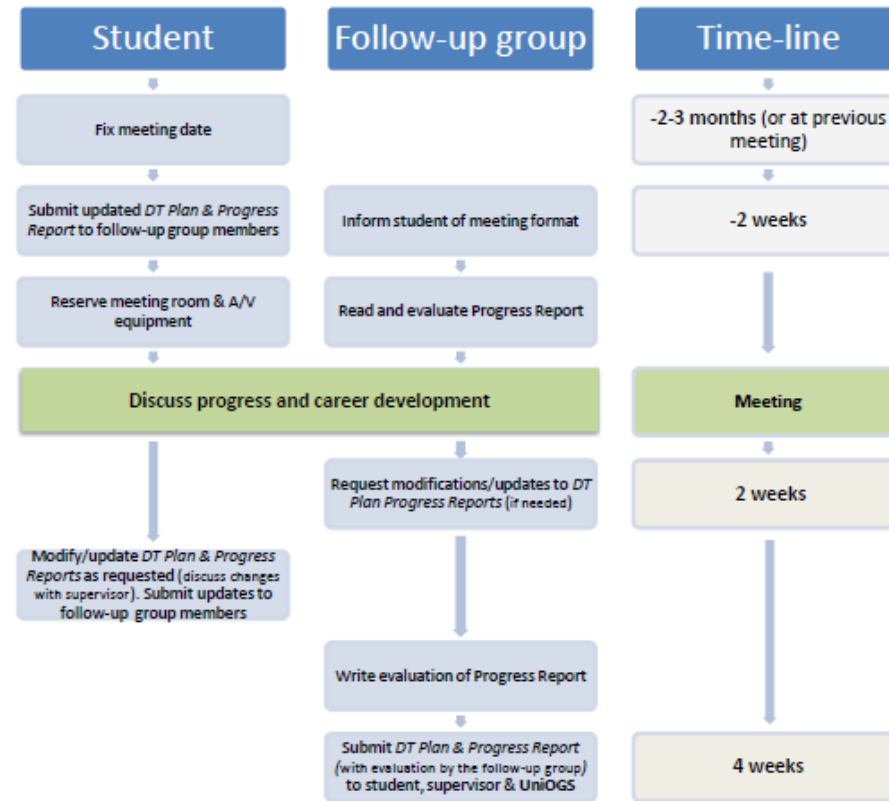 Student
Follow-up group
Time-line
Fix meeting date
-2-3 months (or at previous
meeting)
Submit updated DT Plan & Progress
Report to follow-up group members
Inform student of meeting format
-2 weeks
Reserve meeting room & A/V
equipment
Read and evaluate Progress Report
Discuss progress and career development
Meeting
Request modifications/updates to DT
Plan Progress Reports (if needed)
2 weeks
Modify/update DT Plan & Progress
Reports as requested (discuss changes
with supervisor). Submit updates to
follow-up group members
Write evaluation of Progress Report
Submit DT Plan & Progress Report
(with evaluation by the follow-up group)
to student, supervisor & UniOGS
4 weeks